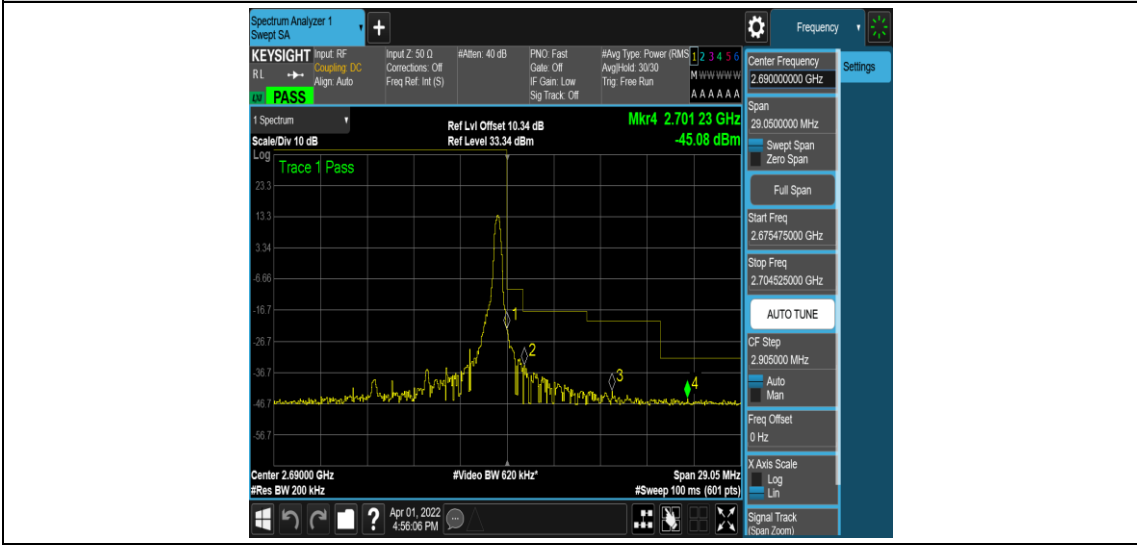 Spectrum Analyzer 1
Swept SA
Frequency
KEYSIGHT
RL
PASS
Input: RF
Coupling: DC
Align: Auto
Input Z: 50 Ω
Corrections: Off
Freq Ref: Int (S)
#Atten: 40 dB
PNO: Fast
Gate: Off
IF Gain: Low
Sig Track: Off
#Avg Type: Power (RMS
Avg|Hold: 30/30
Trig: Free Run
1 2 3 4 5 6
M W W W W W
A A A A A A
1 Spectrum
Scale/Div 10 dB
Ref Lvl Offset 10.34 dB
Ref Level 33.34 dBm
Mkr4 2.701 23 GHz
-45.08 dBm
Log
Trace 1 Pass
23.3
13.3
3.34
-6.66
-16.7
-26.7
-36.7
-46.7
-56.7
1
2
3
4
Center 2.69000 GHz
#Res BW 200 kHz
#Video BW 620 kHz*
Span 29.05 MHz
#Sweep 100 ms (601 pts)
Apr 01, 2022
4:56:06 PM
Center Frequency
2.690000000 GHz
Settings
Span
29.0500000 MHz
Swept Span
Zero Span
Full Span
Start Freq
2.675475000 GHz
Stop Freq
2.704525000 GHz
AUTO TUNE
CF Step
2.905000 MHz
Auto
Man
Freq Offset
0 Hz
X Axis Scale
Log
Lin
Signal Track
(Span Zoom)